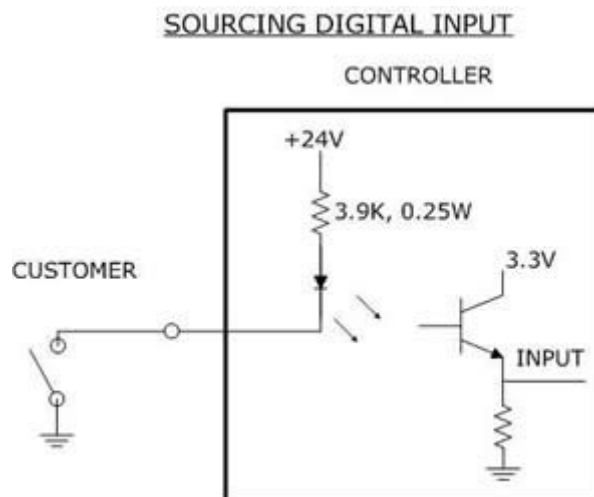 SOURCING DIGITAL INPUT
CONTROLLER
+24V
3.9K, 0.25W
CUSTOMER
3.3V
INPUT